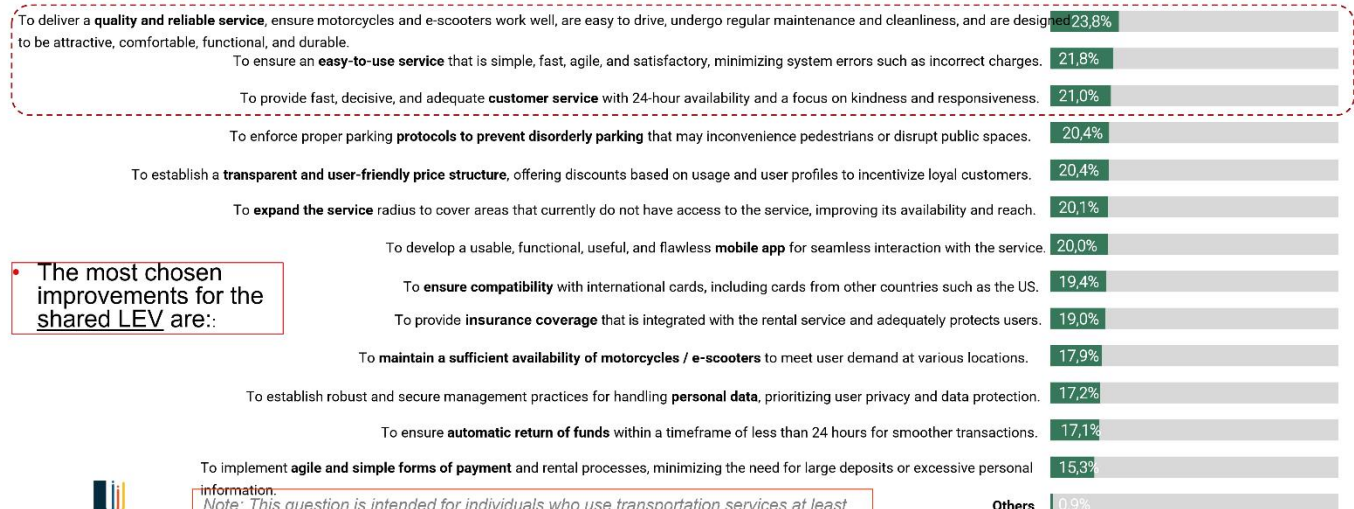 To deliver a quality and reliable service, ensure motorcycles and e-scooters work well, are easy to drive, undergo regular maintenance and cleanliness, and are designed 23,8%
to be attractive, comfortable, functional, and durable.
To ensure an easy-to-use service that is simple, fast, agile, and satisfactory, minimizing system errors such as incorrect charges. 21,8%
To provide fast, decisive, and adequate customer service with 24-hour availability and a focus on kindness and responsiveness. 21,0%
To enforce proper parking protocols to prevent disorderly parking that may inconvenience pedestrians or disrupt public spaces. 20,4%
To establish a transparent and user-friendly price structure, offering discounts based on usage and user profiles to incentivize loyal customers. 20,4%
To expand the service radius to cover areas that currently do not have access to the service, improving its availability and reach. 20,1%
To develop a usable, functional, useful, and flawless mobile app for seamless interaction with the service. 20,0%
• The most chosen
improvements for the
shared LEV are::
To ensure compatibility with international cards, including cards from other countries such as the US. 19,4%
To provide insurance coverage that is integrated with the rental service and adequately protects users. 19,0%
To maintain a sufficient availability of motorcycles / e-scooters to meet user demand at various locations. 17,9%
To establish robust and secure management practices for handling personal data, prioritizing user privacy and data protection. 17,2%
To ensure automatic return of funds within a timeframe of less than 24 hours for smoother transactions. 17,1%
To implement agile and simple forms of payment and rental processes, minimizing the need for large deposits or excessive personal 15,3%
information.
Note: This question is intended for individuals who use transportation services at least
Others 0,9%